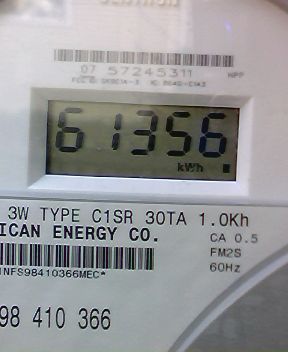 07 57245311 HPP
61356
kWh
3W TYPE C1SR 30TA 1.0Kh
ICAN ENERGY CO.
CA 0.5
FM2S
60Hz
INFS98410366MEC*
98 410 366